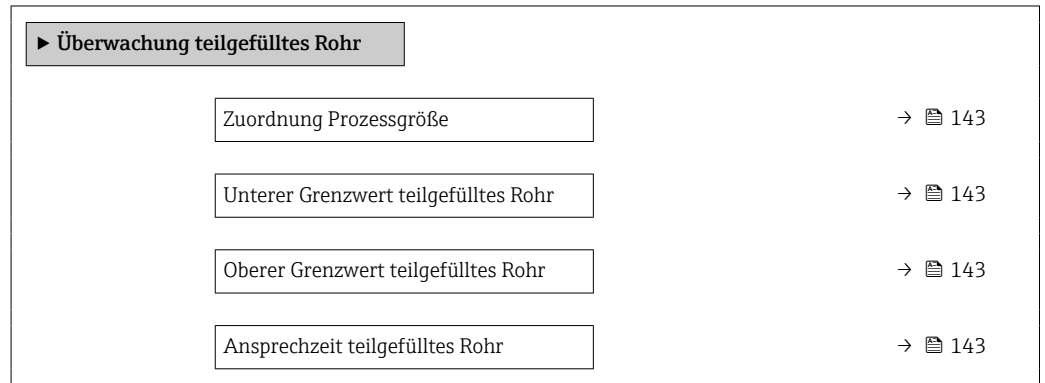 ▶ Überwachung teilgefülltes Rohr
Zuordnung Prozessgröße → 143
Unterer Grenzwert teilgefülltes Rohr → 143
Oberer Grenzwert teilgefülltes Rohr → 143
Ansprechzeit teilgefülltes Rohr → 143